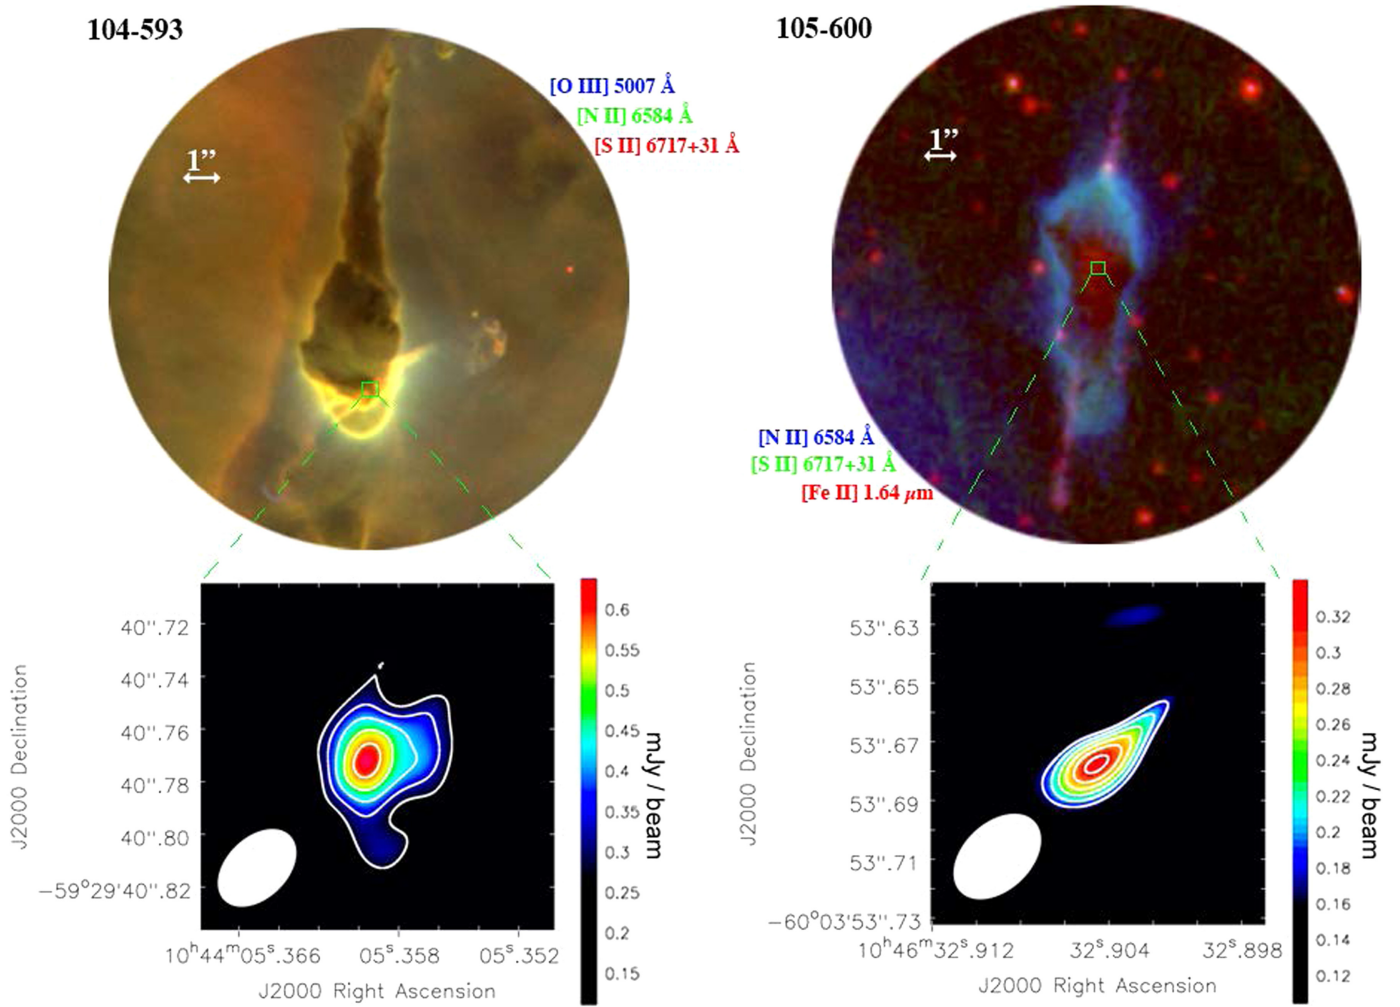 104-593
105-600
[O III] 5007 Å
[N II] 6584 Å
[S II] 6717+31 Å
1”
1”
[N II] 6584 Å
[S II] 6717+31 Å
[Fe II] 1.64 µm
J2000 Declination
40".72
40".74
40".76
40".78
40".80
−59°29'40".82
10ʰ44ᵐ05ˢ.366
05ˢ.358
05ˢ.352
J2000 Right Ascension
0.6
0.55
0.5
0.45
0.4
0.35
0.3
0.25
0.2
0.15
mJy / beam
J2000 Declination
53".63
53".65
53".67
53".69
53".71
−60°03'53".73
10ʰ46ᵐ32ˢ.912
32ˢ.904
32ˢ.898
J2000 Right Ascension
0.32
0.3
0.28
0.26
0.24
0.22
0.2
0.18
0.16
0.14
0.12
mJy / beam